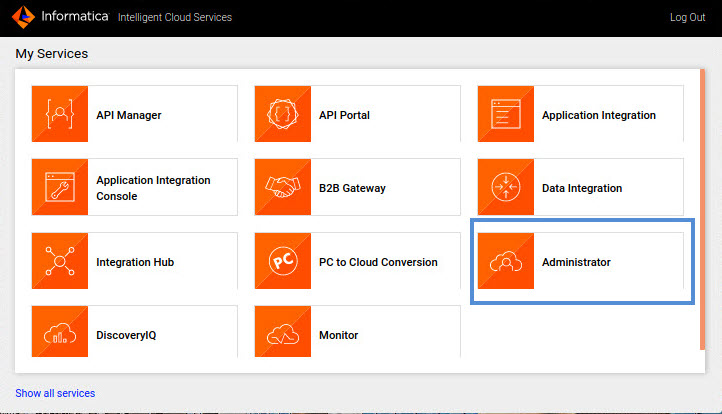 Informatica Intelligent Cloud Services Log Out
My Services
API Manager API Portal Application Integration
Application Integration
Console B2B Gateway Data Integration
Integration Hub PC PC to Cloud Conversion Administrator
DiscoveryIQ Monitor
Show all services